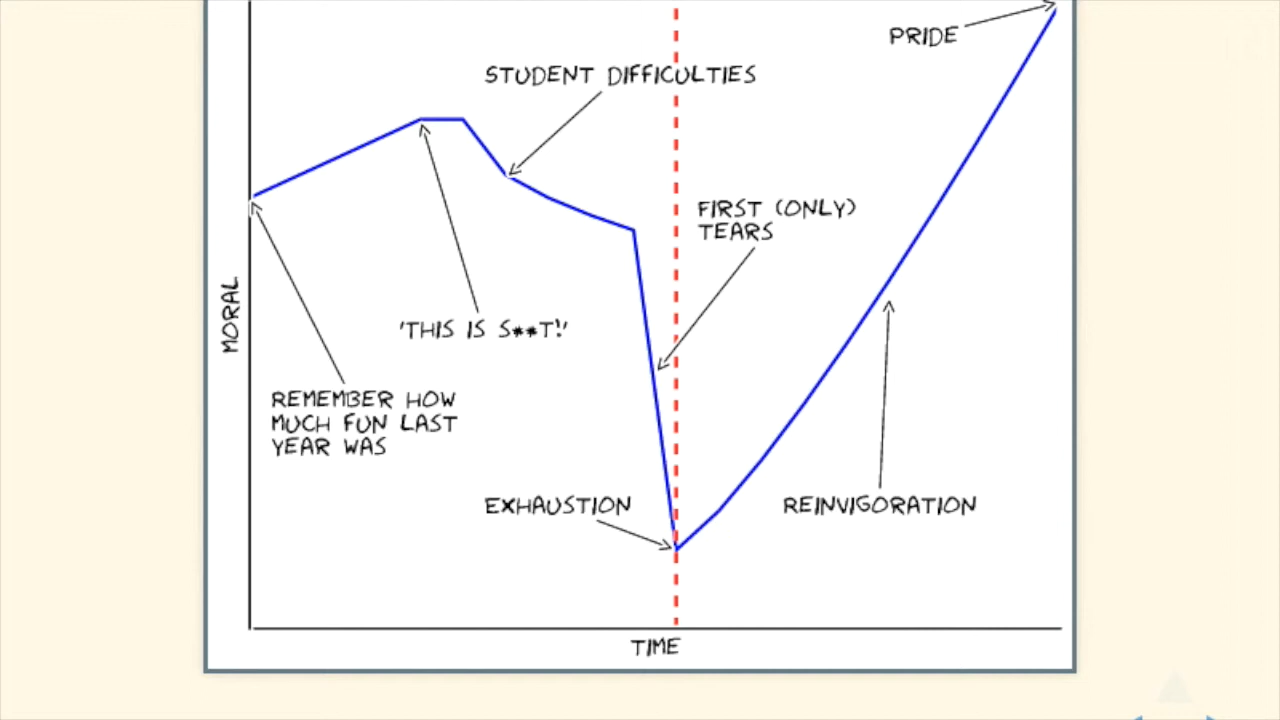 PRIDE
STUDENT DIFFICULTIES
FIRST (ONLY)
TEARS
MORAL
'THIS IS S**T!'
REMEMBER HOW
MUCH FUN LAST
YEAR WAS
EXHAUSTION
REINVIGORATION
TIME